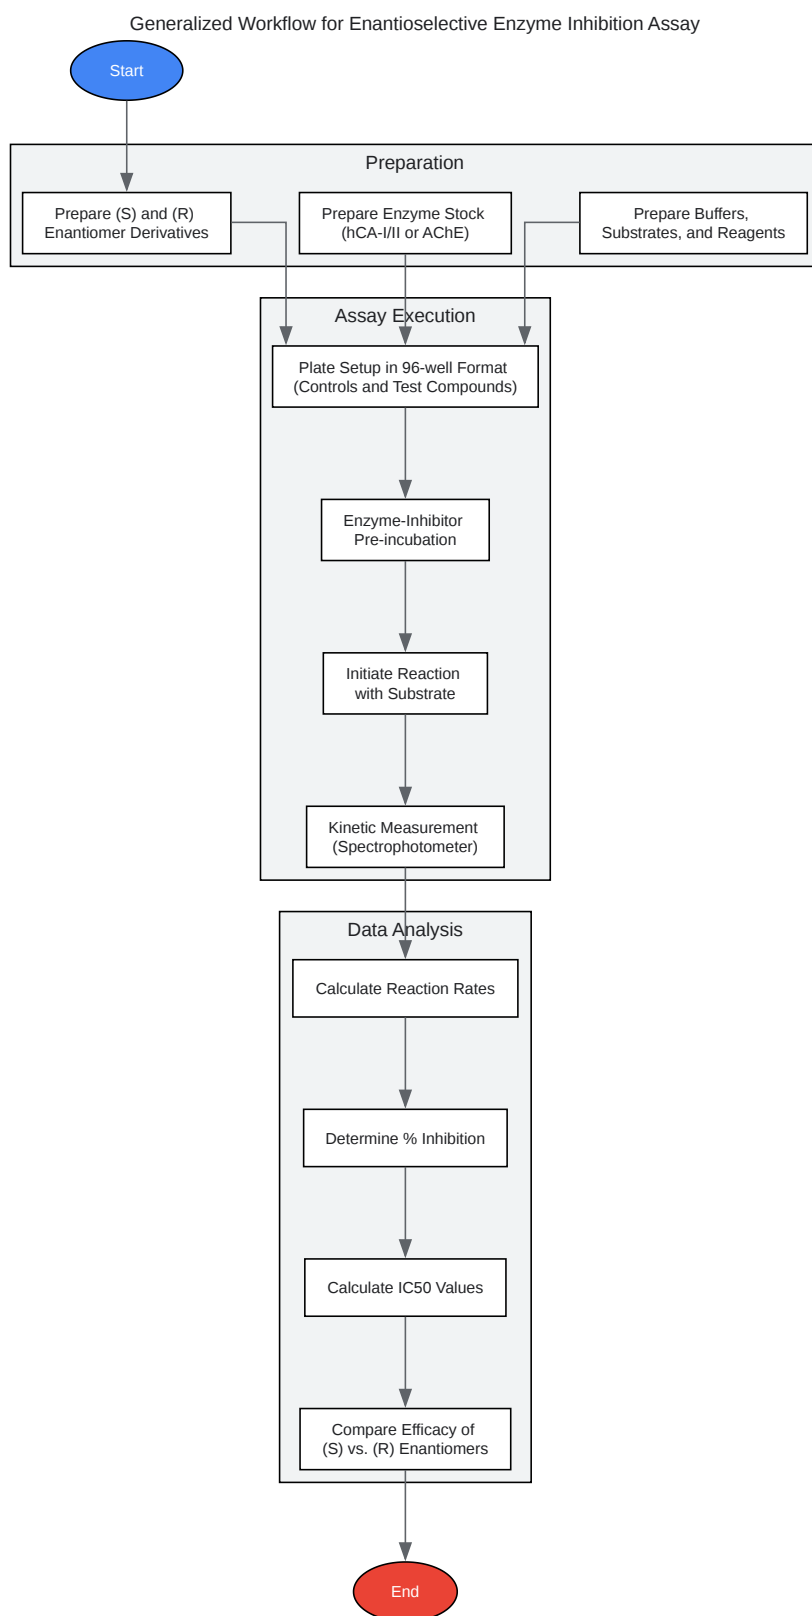 Generalized Workflow for Enantioselective Enzyme Inhibition Assay
Start
Preparation
Prepare (S) and (R)
Enantiomer Derivatives
Prepare Enzyme Stock
(hCA-I/II or AChE)
Prepare Buffers,
Substrates, and Reagents
Assay Execution
Plate Setup in 96-well Format
(Controls and Test Compounds)
Enzyme-Inhibitor
Pre-incubation
Initiate Reaction
with Substrate
Kinetic Measurement
(Spectrophotometer)
Data Analysis
Calculate Reaction Rates
Determine % Inhibition
Calculate IC50 Values
Compare Efficacy of
(S) vs. (R) Enantiomers
End